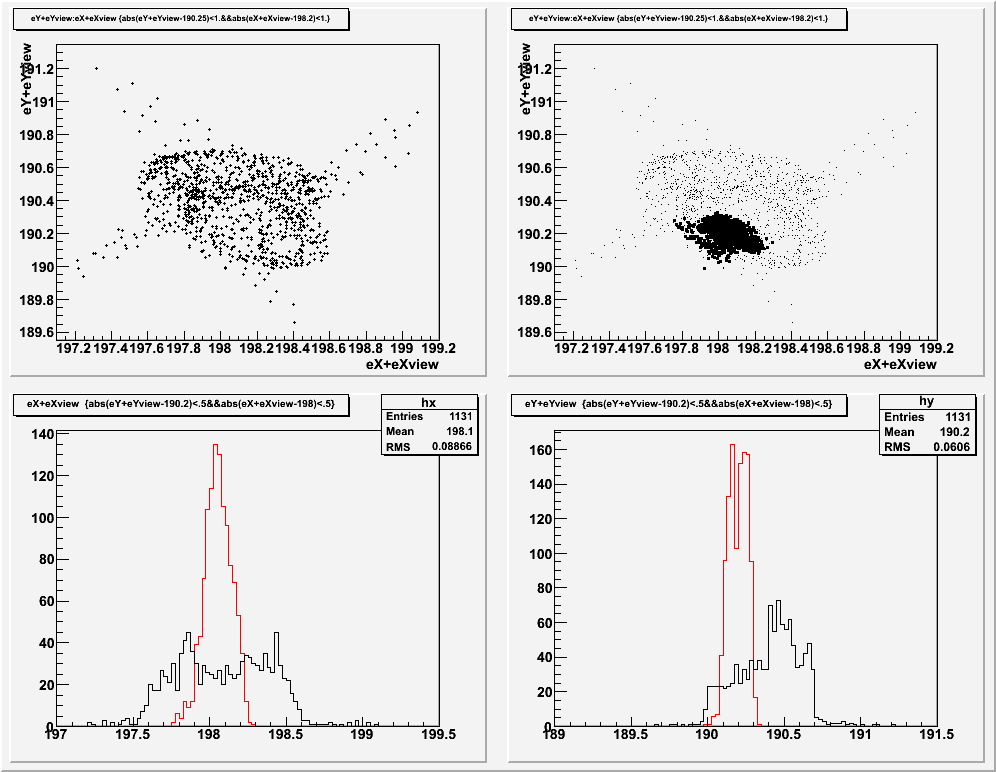 eY+eYview:eX+eXview {abs(eY+eYview-190.25)<1.&&abs(eX+eXview-198.2)<1.}
eY+eYview
191.2
191
190.8
190.6
190.4
190.2
190
189.8
189.6
197.2 197.4 197.6 197.8 198 198.2 198.4 198.6 198.8 199 199.2
eX+eXview
eY+eYview:eX+eXview {abs(eY+eYview-190.25)<1.&&abs(eX+eXview-198.2)<1.}
eY+eYview
191.2
191
190.8
190.6
190.4
190.2
190
189.8
189.6
197.2 197.4 197.6 197.8 198 198.2 198.4 198.6 198.8 199 199.2
eX+eXview
eX+eXview {abs(eY+eYview-190.2)<.5&&abs(eX+eXview-198)<.5}
hx
Entries 1131
Mean 198.1
RMS 0.08866
140
120
100
80
60
40
20
0
197 197.5 198 198.5 199 199.5
eY+eYview {abs(eY+eYview-190.2)<.5&&abs(eX+eXview-198)<.5}
hy
Entries 1131
Mean 190.2
RMS 0.0606
160
140
120
100
80
60
40
20
0
189 189.5 190 190.5 191 191.5